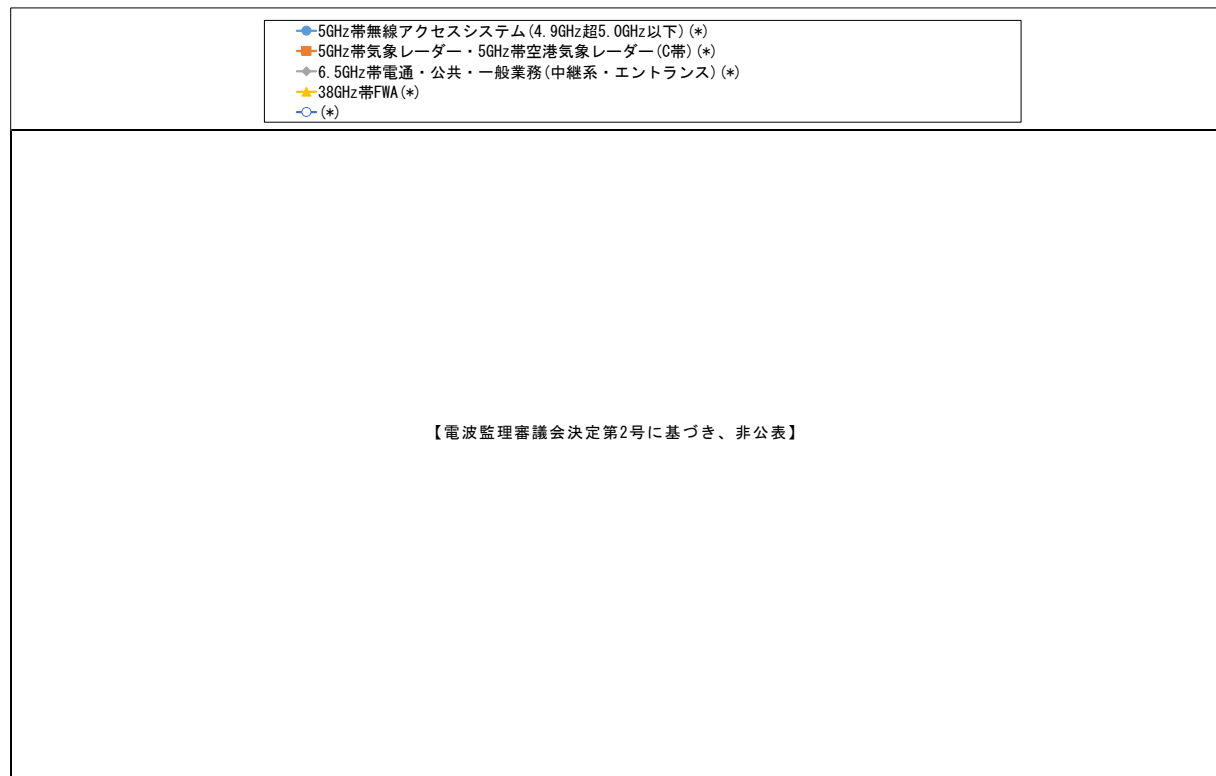 5GHz帯無線アクセスシステム(4.9GHz超5.0GHz以下)(*)
5GHz帯気象レーダー・5GHz帯空港気象レーダー(C帯)(*)
6.5GHz帯電通・公共・一般業務(中継系・エントランス)(*)
38GHz帯FWA(*)
(*)
【電波監理審議会決定第2号に基づき、非公表】